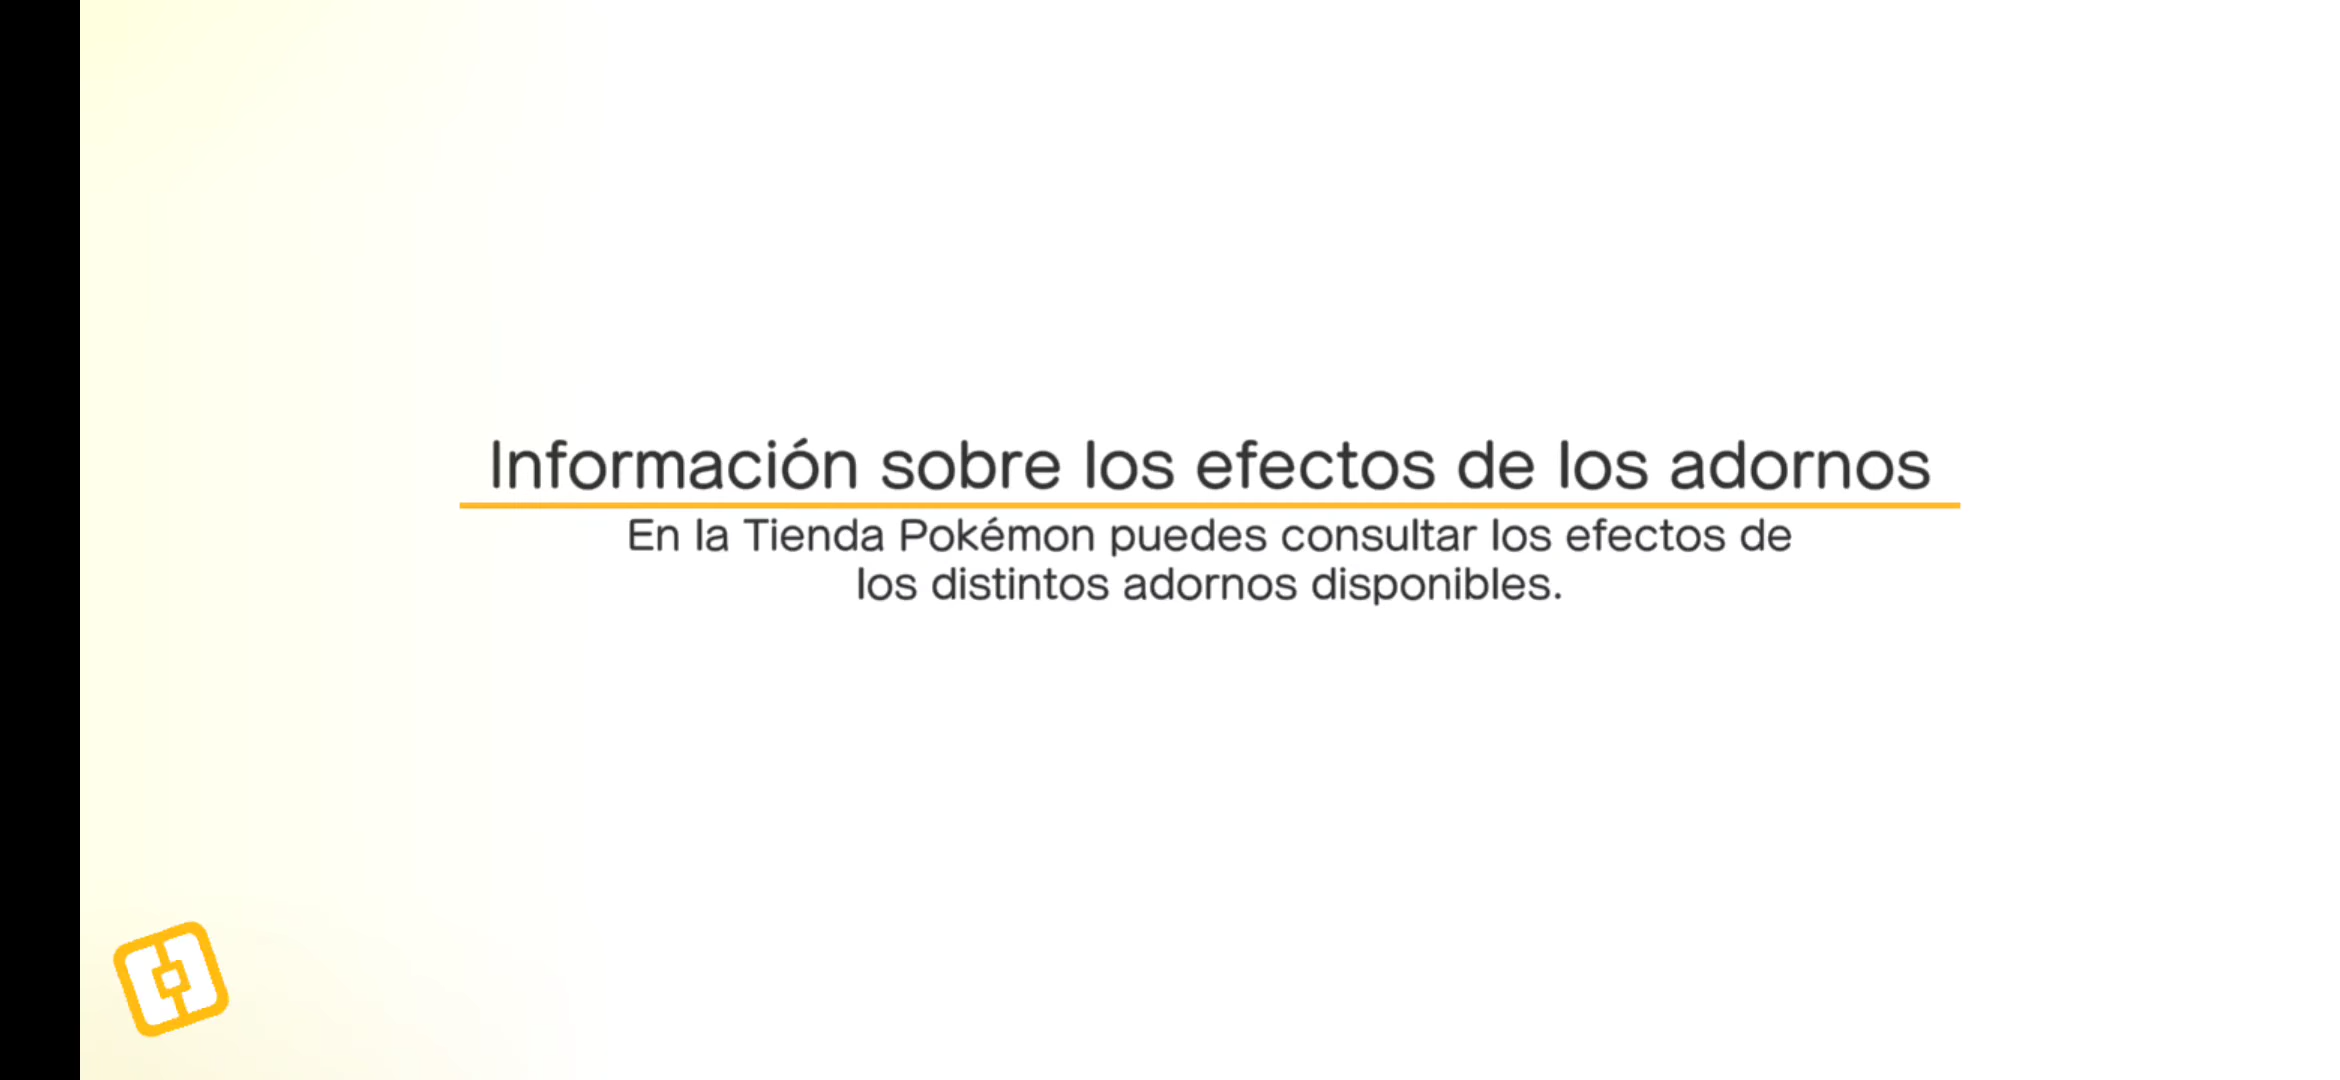 Información sobre los efectos de los adornos
En la Tienda Pokémon puedes consultar los efectos de
los distintos adornos disponibles.